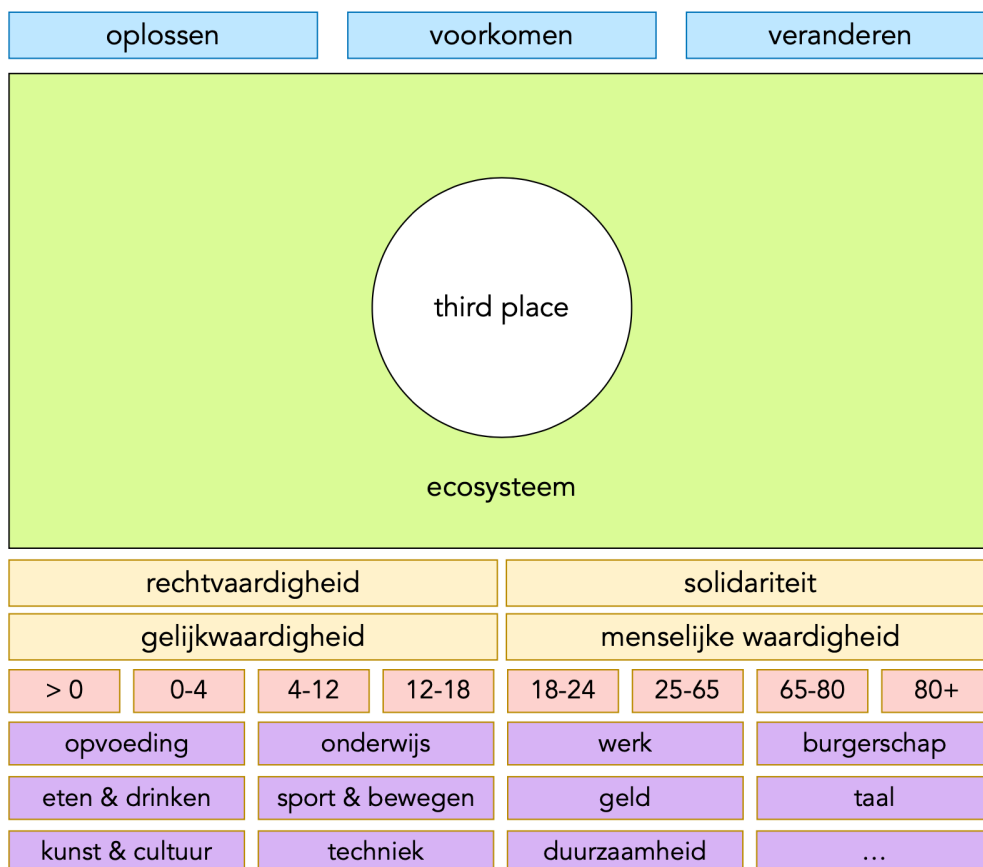 oplossen voorkomen veranderen
third place
ecosysteem
rechtvaardigheid solidariteit
gelijkwaardigheid menselijke waardigheid
> 0 0-4 4-12 12-18 18-24 25-65 65-80 80+
opvoeding onderwijs werk burgerschap
eten & drinken sport & bewegen geld taal
kunst & cultuur techniek duurzaamheid ...